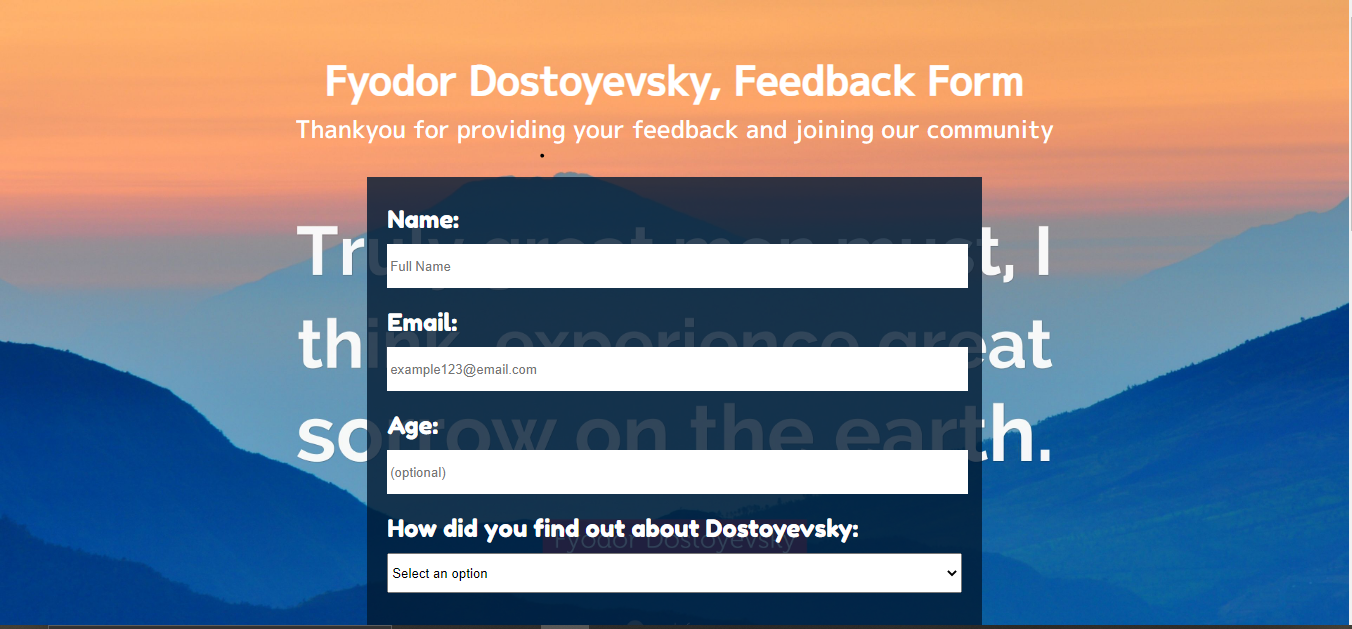 Fyodor Dostoyevsky, Feedback Form
Thankyou for providing your feedback and joining our community
Name:
Truly great men must, I
Full Name
Email:
think, experience great
example123@email.com
Age:
sorrow on the earth.
(optional)
How did you find out about Dostoyevsky:
Fyodor Dostoyevsky
Select an option